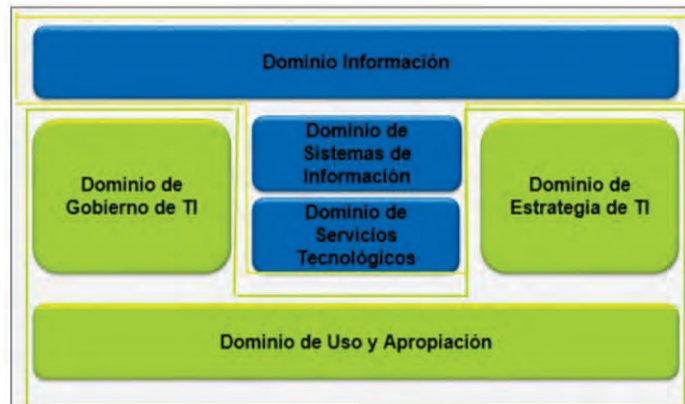 Dominio Información
Dominio de
Sistemas de
Información
Dominio de
Gobierno de TI
Dominio de
Estrategia de TI
Dominio de
Servicios
Tecnológicos
Dominio de Uso y Apropiación